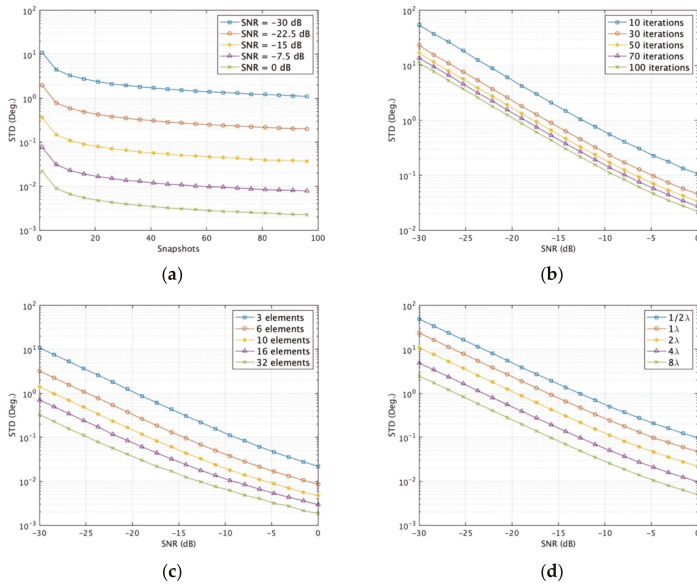 10²
10¹
10⁰
10⁻¹
10⁻²
10⁻³
STD (Deg.)
0
20
40
60
80
100
Snapshots
SNR = −30 dB
SNR = −22.5 dB
SNR = −15 dB
SNR = −7.5 dB
SNR = 0 dB
(a)
10²
10¹
10⁰
10⁻¹
10⁻²
STD (Deg.)
−30
−25
−20
−15
−10
−5
0
SNR (dB)
10 iterations
30 iterations
50 iterations
70 iterations
100 iterations
(b)
10²
10¹
10⁰
10⁻¹
10⁻²
10⁻³
STD (Deg.)
−30
−25
−20
−15
−10
−5
0
SNR (dB)
3 elements
6 elements
10 elements
16 elements
32 elements
(c)
10²
10¹
10⁰
10⁻¹
10⁻²
10⁻³
STD (Deg.)
−30
−25
−20
−15
−10
−5
0
SNR (dB)
1/2λ
1λ
2λ
4λ
8λ
(d)